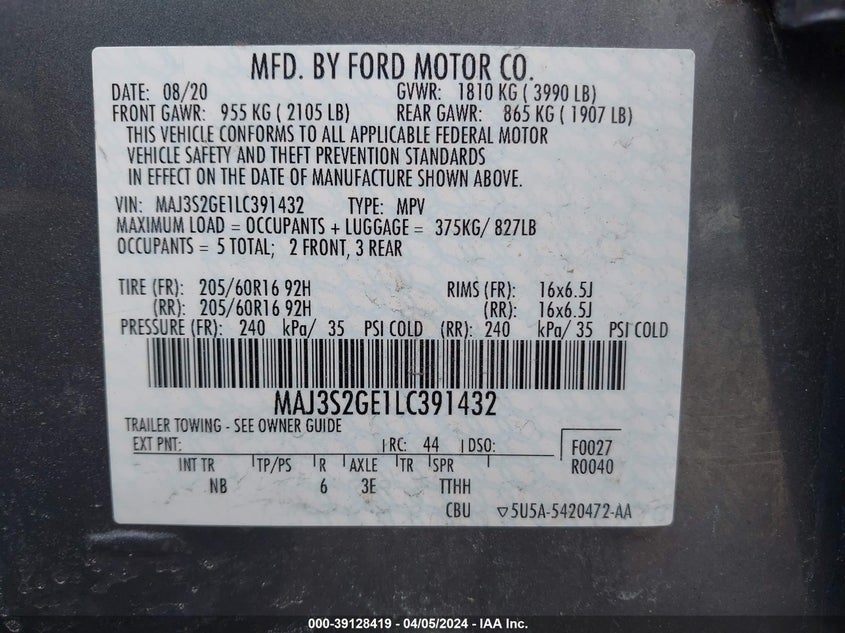 MFD. BY FORD MOTOR CO.
DATE: 08/20 GVWR: 1810 KG ( 3990 LB)
FRONT GAWR: 955 KG ( 2105 LB) REAR GAWR: 865 KG ( 1907 LB)
THIS VEHICLE CONFORMS TO ALL APPLICABLE FEDERAL MOTOR
VEHICLE SAFETY AND THEFT PREVENTION STANDARDS
IN EFFECT ON THE DATE OF MANUFACTURE SHOWN ABOVE.
VIN: MAJ3S2GE1LC391432 TYPE: MPV
MAXIMUM LOAD = OCCUPANTS + LUGGAGE = 375KG/ 827LB
OCCUPANTS = 5 TOTAL; 2 FRONT, 3 REAR
TIRE (FR): 205/60R16 92H RIMS (FR): 16x6.5J
(RR): 205/60R16 92H (RR): 16x6.5J
PRESSURE (FR): 240 kPa/ 35 PSI COLD (RR): 240 kPa/ 35 PSI COLD
MAJ3S2GE1LC391432
TRAILER TOWING - SEE OWNER GUIDE
EXT PNT: RC: 44 DSO: F0027
R0040
INT TR TP/PS R AXLE TR SPR
NB 6 3E TTHH
CBU ▽5U5A-5420472-AA
000-39128419 - 04/05/2024 - IAA Inc.